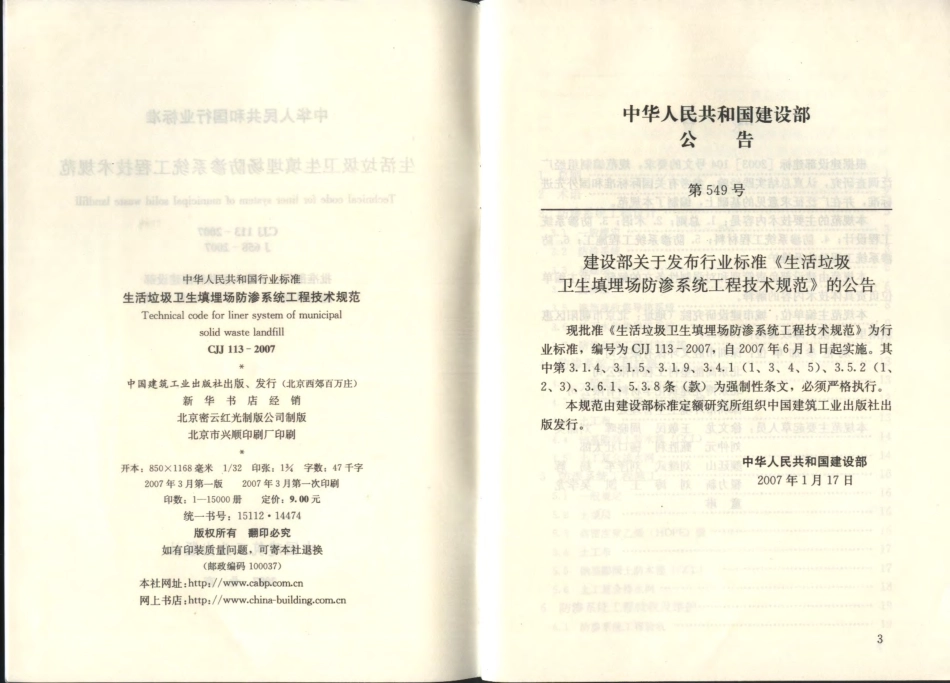 中华人民共和国行业标准
生活垃圾卫生填埋场防渗系统工程技术规范
Technical code for liner system of municipal
solid waste landfill
CJJ 113-2007
*
中国建筑工业出版社出版、发行（北京西郊百万庄）
新华书店经销
北京密云红光制版公司制版
北京市兴顺印刷厂印刷
*
开本：850×1168毫米 1/32 印张：1¾ 字数：47千字
2007年3月第一版 2007年3月第一次印刷
印数：1—15000册 定价：9.00元
统一书号：15112·14474
版权所有 翻印必究
如有印装质量问题，可寄本社退换
（邮政编码 100037）
本社网址：http://www.cabp.com.cn
网上书店：http://www.china-building.com.cn
中华人民共和国建设部
公 告
第 549 号
建设部关于发布行业标准《生活垃圾
卫生填埋场防渗系统工程技术规范》的公告
现批准《生活垃圾卫生填埋场防渗系统工程技术规范》为行
业标准，编号为 CJJ 113-2007，自 2007 年 6 月 1 日起实施。其
中第 3.1.4、3.1.5、3.1.9、3.4.1（1、3、4、5）、3.5.2（1、
2、3）、3.6.1、5.3.8 条（款）为强制性条文，必须严格执行。
本规范由建设部标准定额研究所组织中国建筑工业出版社出
版发行。
中华人民共和国建设部
2007 年 1 月 17 日
3